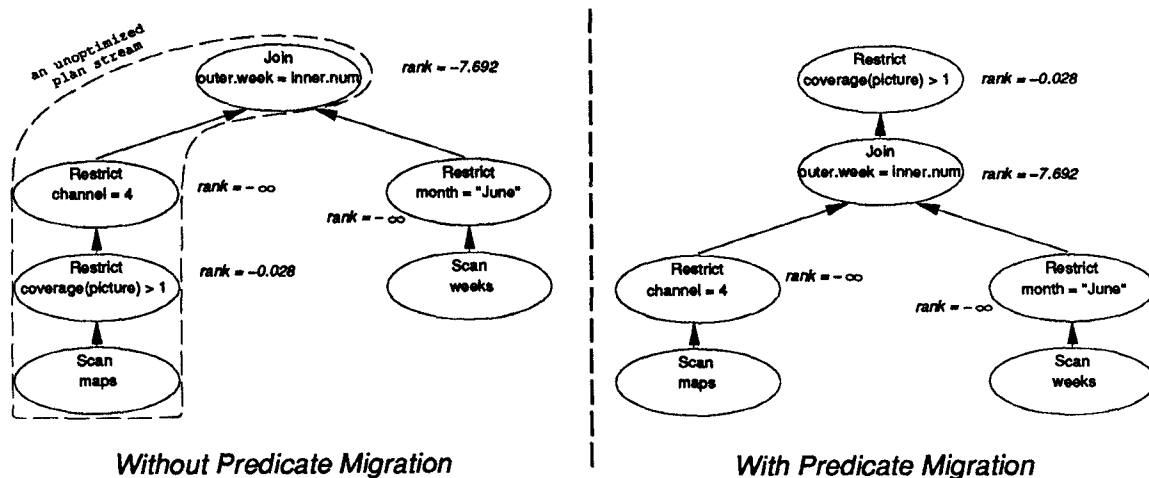 an unoptimized
plan stream
Join
outer.week = inner.num
rank = -7.692
Restrict
channel = 4
rank = - ∞
Restrict
month = "June"
rank = - ∞
Restrict
coverage(picture) > 1
rank = -0.028
Scan
weeks
Scan
maps
Without Predicate Migration
Restrict
coverage(picture) > 1
rank = -0.028
Join
outer.week = inner.num
rank = -7.692
Restrict
channel = 4
rank = - ∞
Restrict
month = "June"
rank = - ∞
Scan
maps
Scan
weeks
With Predicate Migration